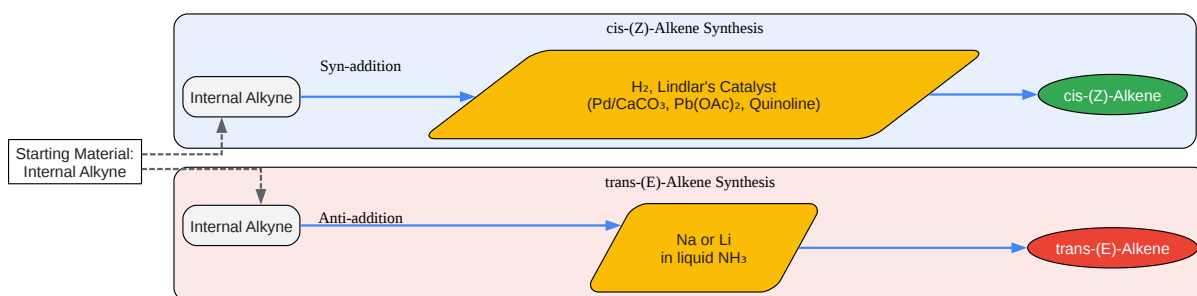 cis-(Z)-Alkene Synthesis
Syn-addition
Internal Alkyne
H₂, Lindlar's Catalyst
(Pd/CaCO₃, Pb(OAc)₂, Quinoline)
cis-(Z)-Alkene
Starting Material:
Internal Alkyne
trans-(E)-Alkene Synthesis
Internal Alkyne
Anti-addition
Na or Li
in liquid NH₃
trans-(E)-Alkene